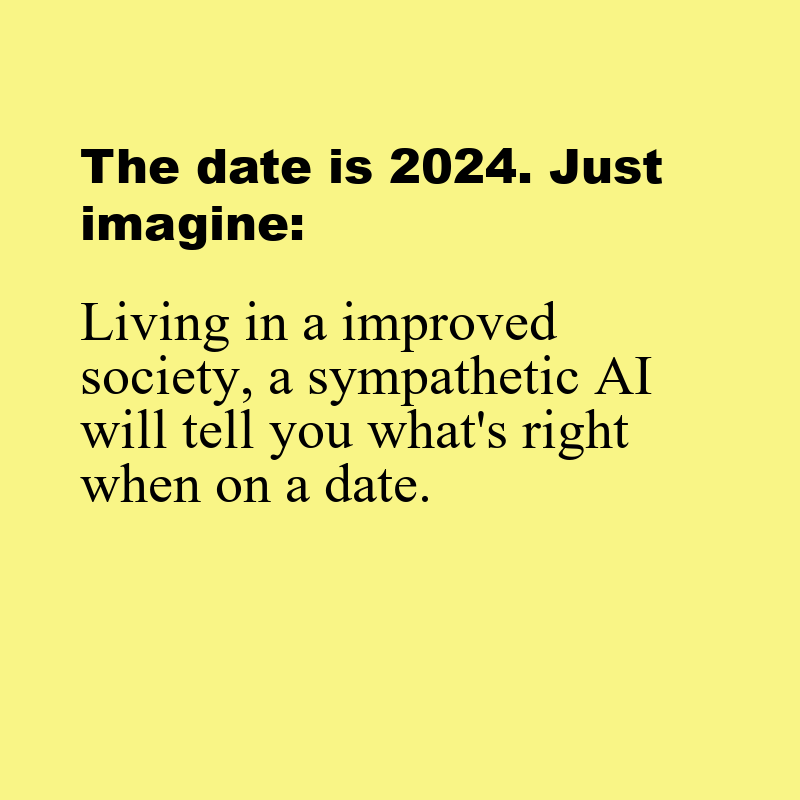 The date is 2024. Just
imagine:
Living in a improved
society, a sympathetic AI
will tell you what's right
when on a date.